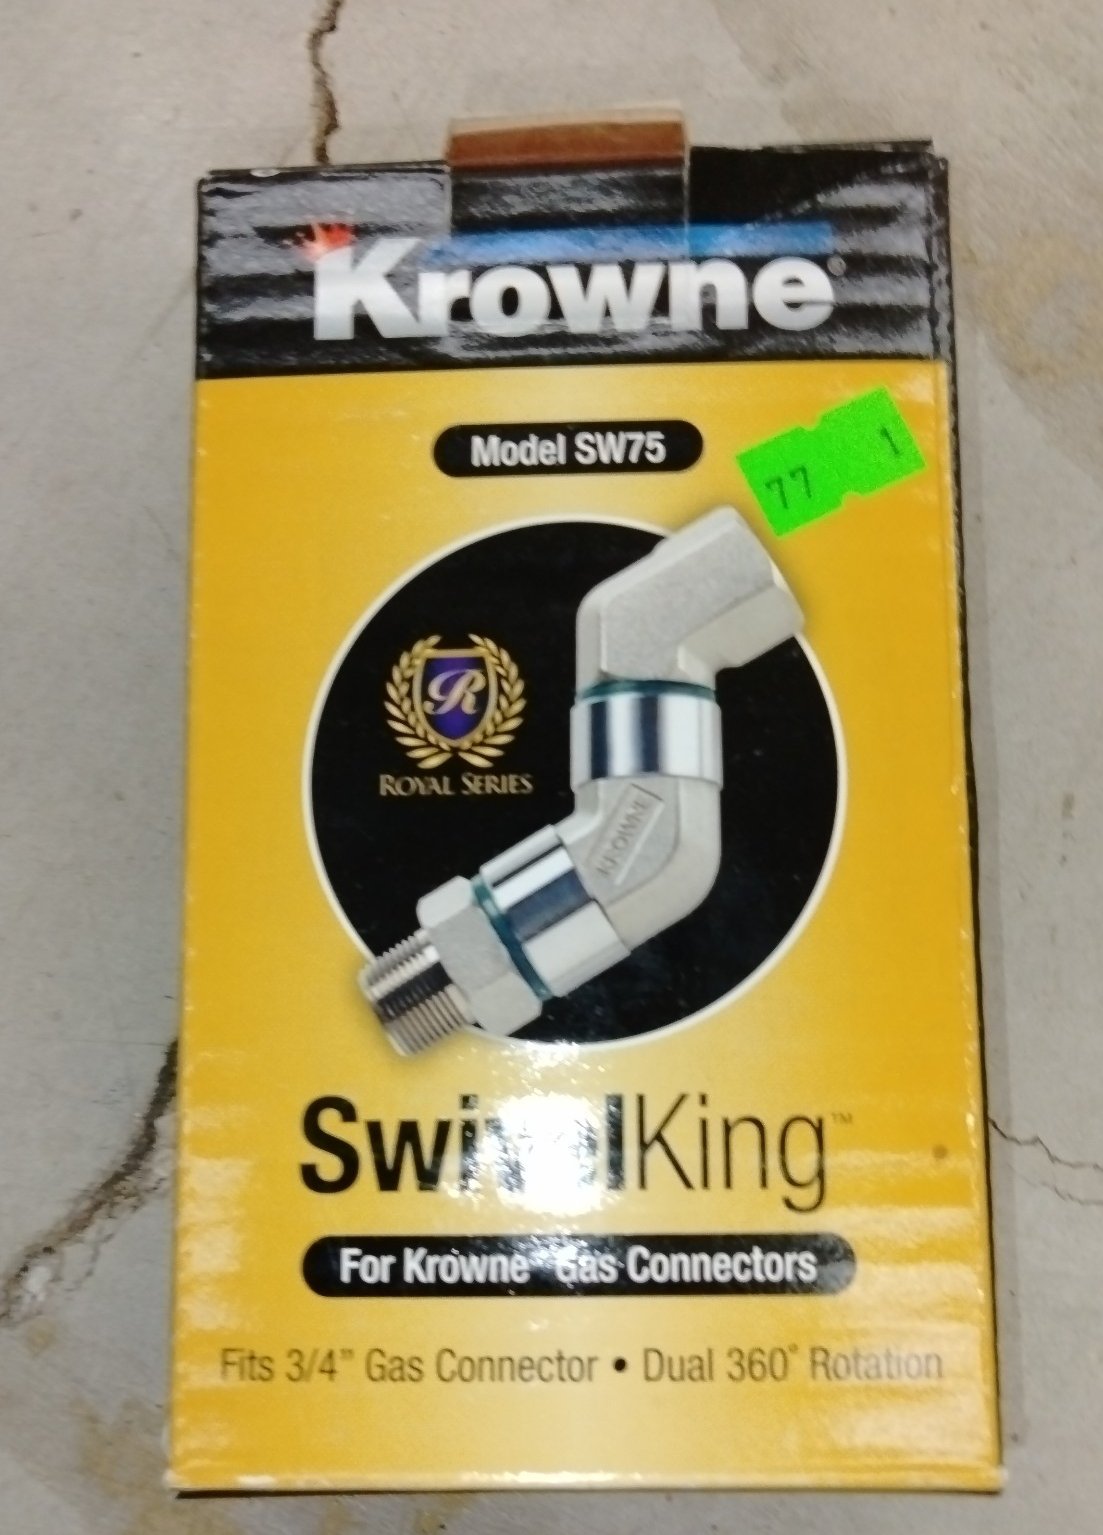 Krowne®
Model SW75
77 1
R
ROYAL SERIES
KROWNE
King™
For Krowne Gas Connectors
Fits 3/4" Gas Connector • Dual 360° Rotation